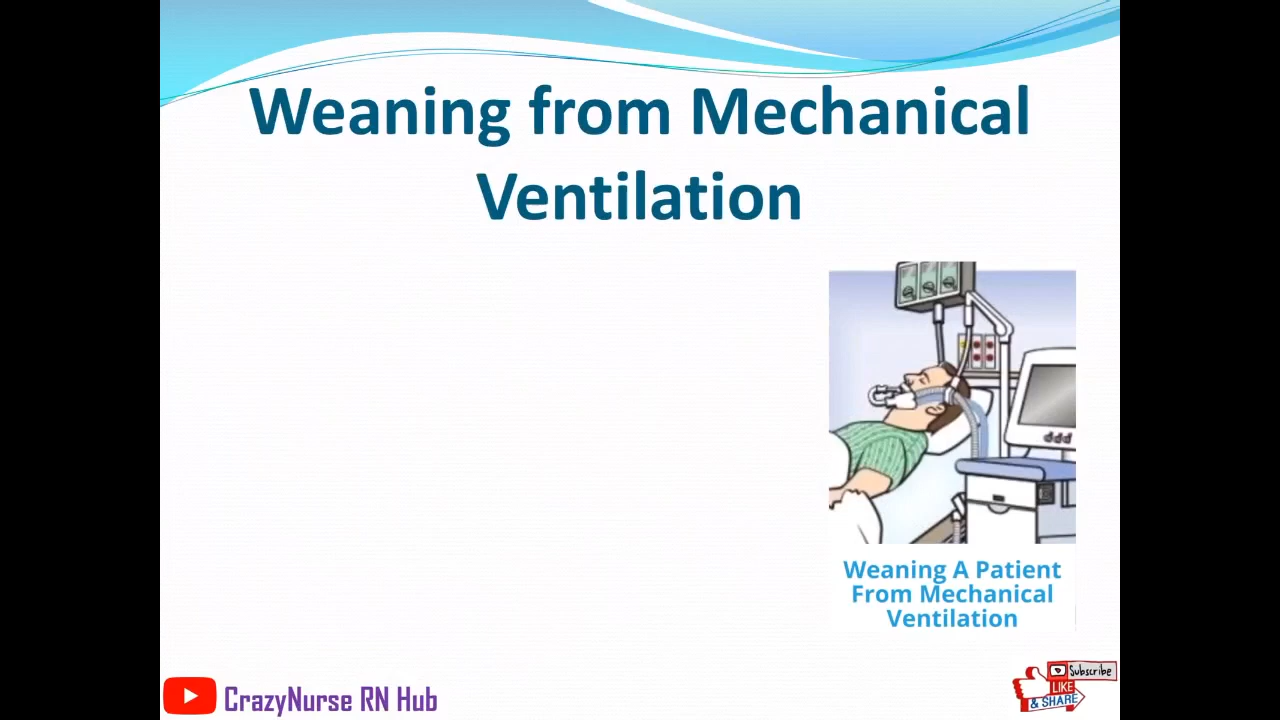 Weaning from Mechanical
Ventilation
Weaning A Patient
From Mechanical
Ventilation
CrazyNurse RN Hub
Subscribe
LIKE
& SHARE